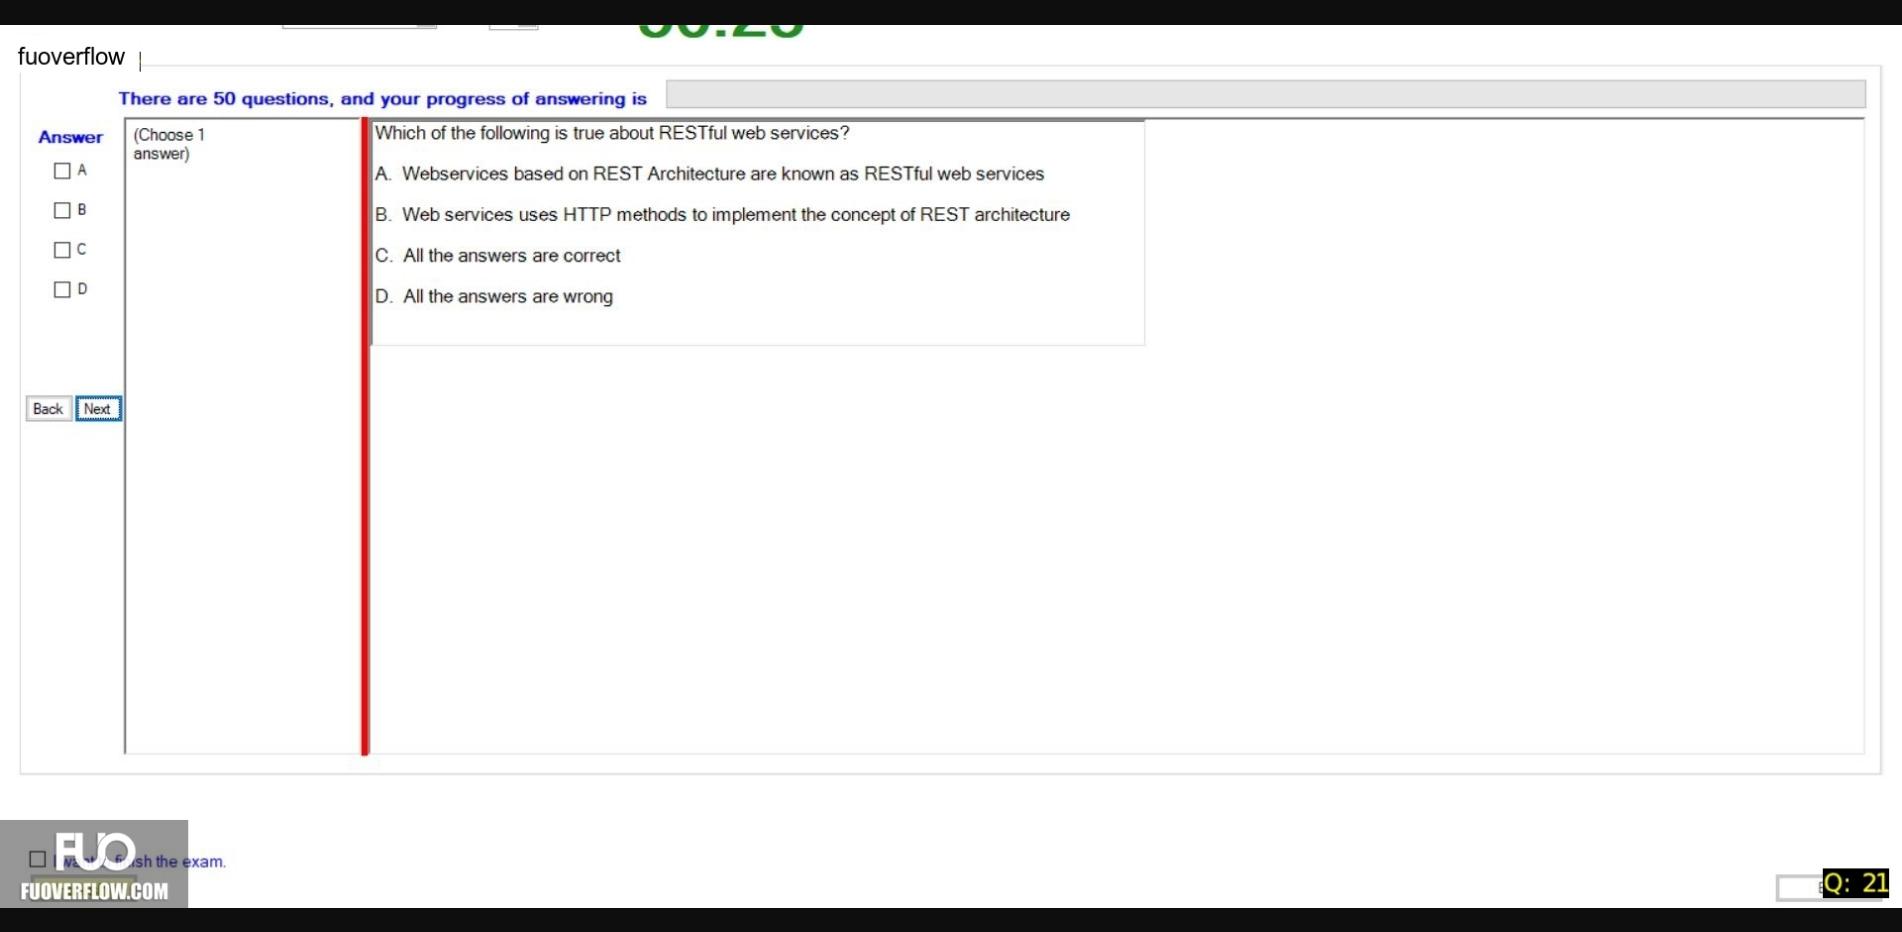 fuoverflow
There are 50 questions, and your progress of answering is
Answer
(Choose 1
answer)
A
B
C
D
Which of the following is true about RESTful web services?
A. Webservices based on REST Architecture are known as RESTful web services
B. Web services uses HTTP methods to implement the concept of REST architecture
C. All the answers are correct
D. All the answers are wrong
Back
Next
FUO
the exam.
FUOVERFLOW.COM
Q: 21